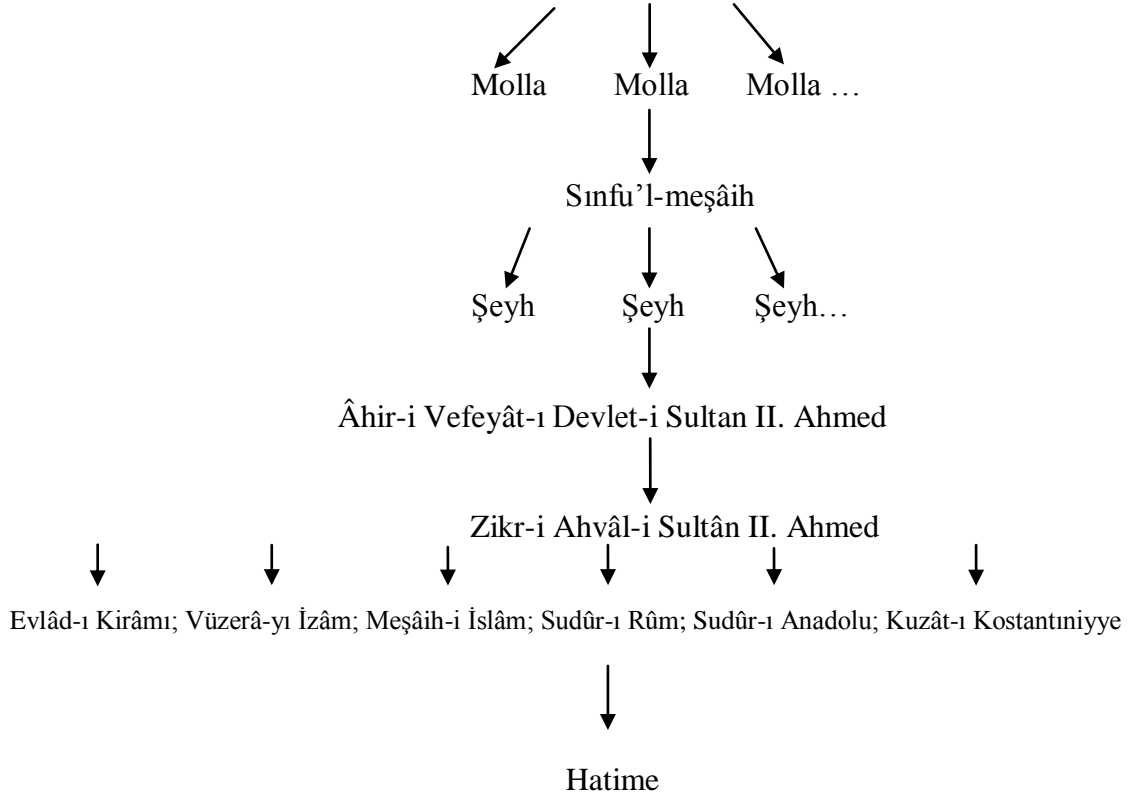 Molla Molla Molla …
Sınfu’l-meşâih
Şeyh Şeyh Şeyh…
Âhir-i Vefeyât-ı Devlet-i Sultan II. Ahmed
Zikr-i Ahvâl-i Sultân II. Ahmed
Evlâd-ı Kirâmı; Vüzerâ-yı İzâm; Meşâih-i İslâm; Sudûr-ı Rûm; Sudûr-ı Anadolu; Kuzât-ı Kostantıniyye
Hatime